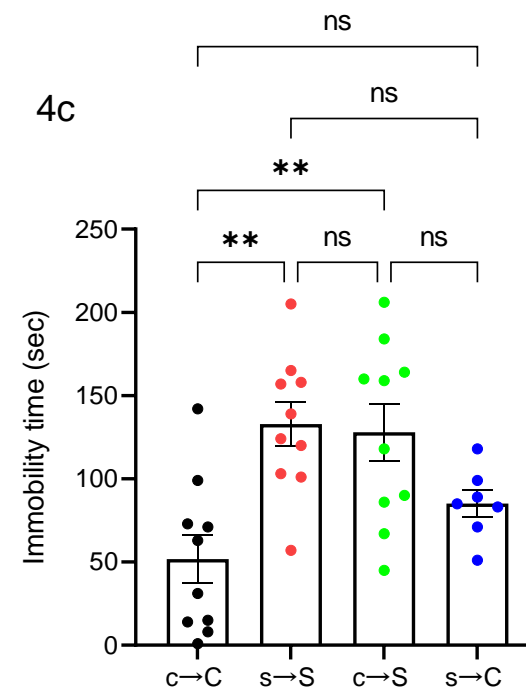 ns
4c
ns
**
** ns ns
250
200
150
100
50
0
Immobility time (sec)
c→C s→S c→S s→C